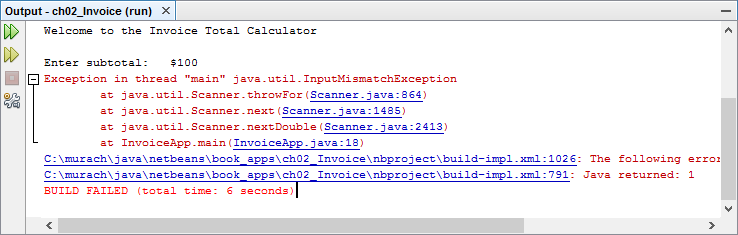 Output - ch02_Invoice (run)
Welcome to the Invoice Total Calculator
Enter subtotal:   $100
Exception in thread "main" java.util.InputMismatchException
        at java.util.Scanner.throwFor(Scanner.java:864)
        at java.util.Scanner.next(Scanner.java:1485)
        at java.util.Scanner.nextDouble(Scanner.java:2413)
        at InvoiceApp.main(InvoiceApp.java:18)
C:\murach\java\netbeans\book_apps\ch02_Invoice\nbproject\build-impl.xml:1026: The following error
C:\murach\java\netbeans\book_apps\ch02_Invoice\nbproject\build-impl.xml:791: Java returned: 1
BUILD FAILED (total time: 6 seconds)